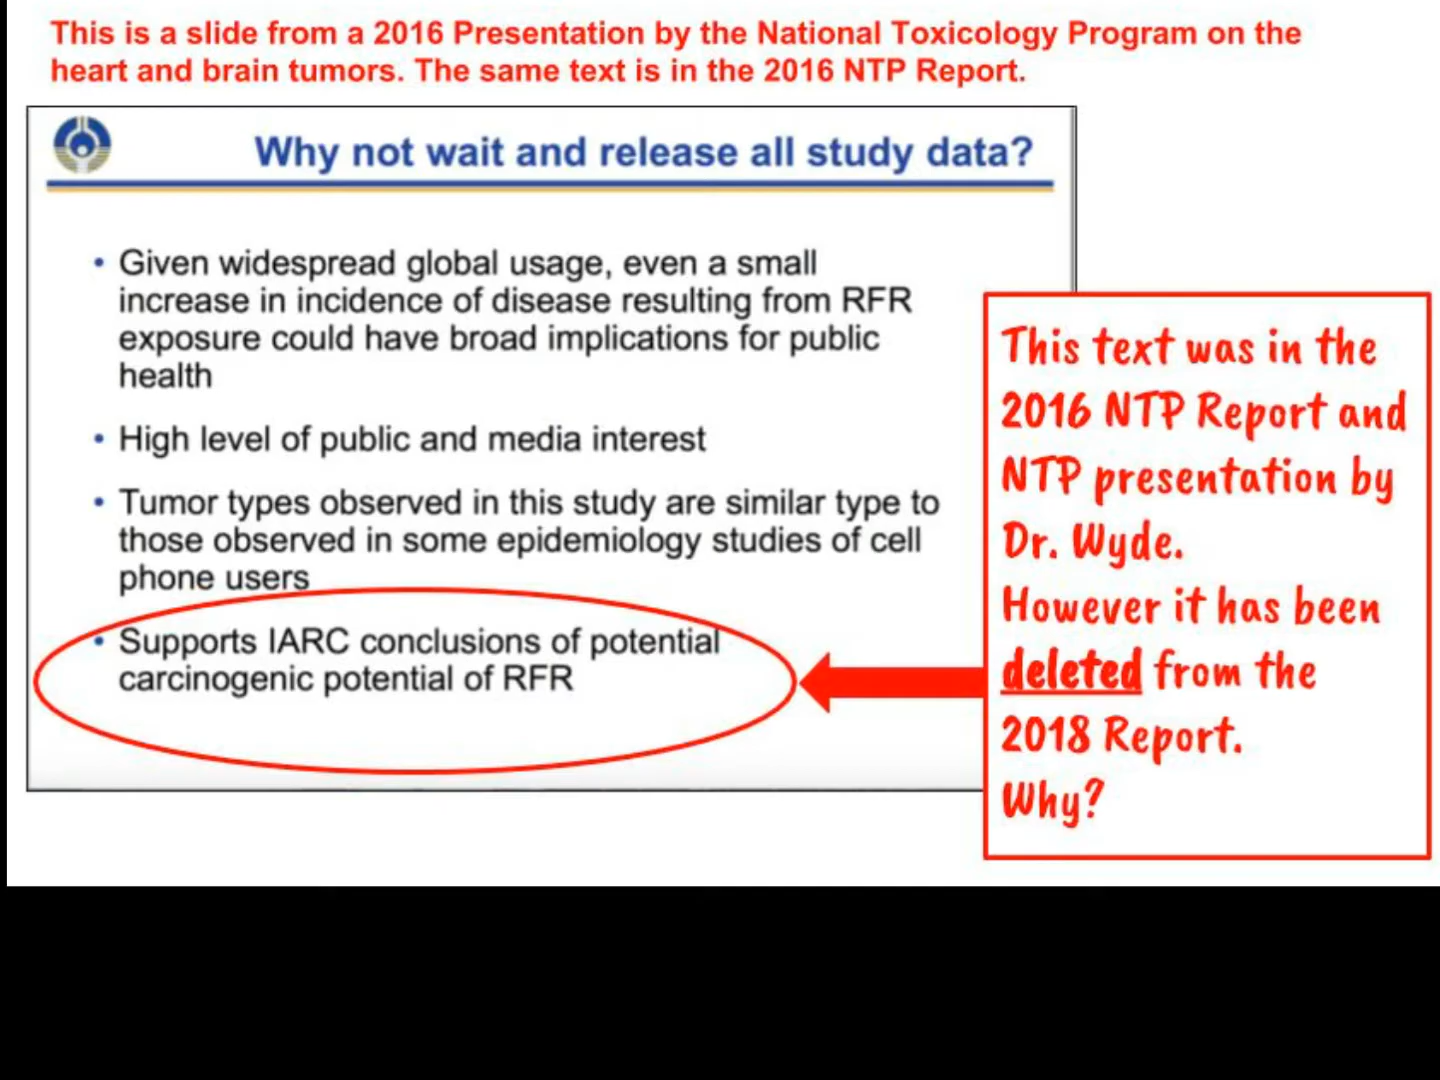 This is a slide from a 2016 Presentation by the National Toxicology Program on the
heart and brain tumors. The same text is in the 2016 NTP Report.
Why not wait and release all study data?
• Given widespread global usage, even a small
increase in incidence of disease resulting from RFR
exposure could have broad implications for public
health
• High level of public and media interest
• Tumor types observed in this study are similar type to
those observed in some epidemiology studies of cell
phone users
• Supports IARC conclusions of potential
carcinogenic potential of RFR
This text was in the
2016 NTP Report and
NTP presentation by
Dr. Wyde.
However it has been
deleted from the
2018 Report.
Why?